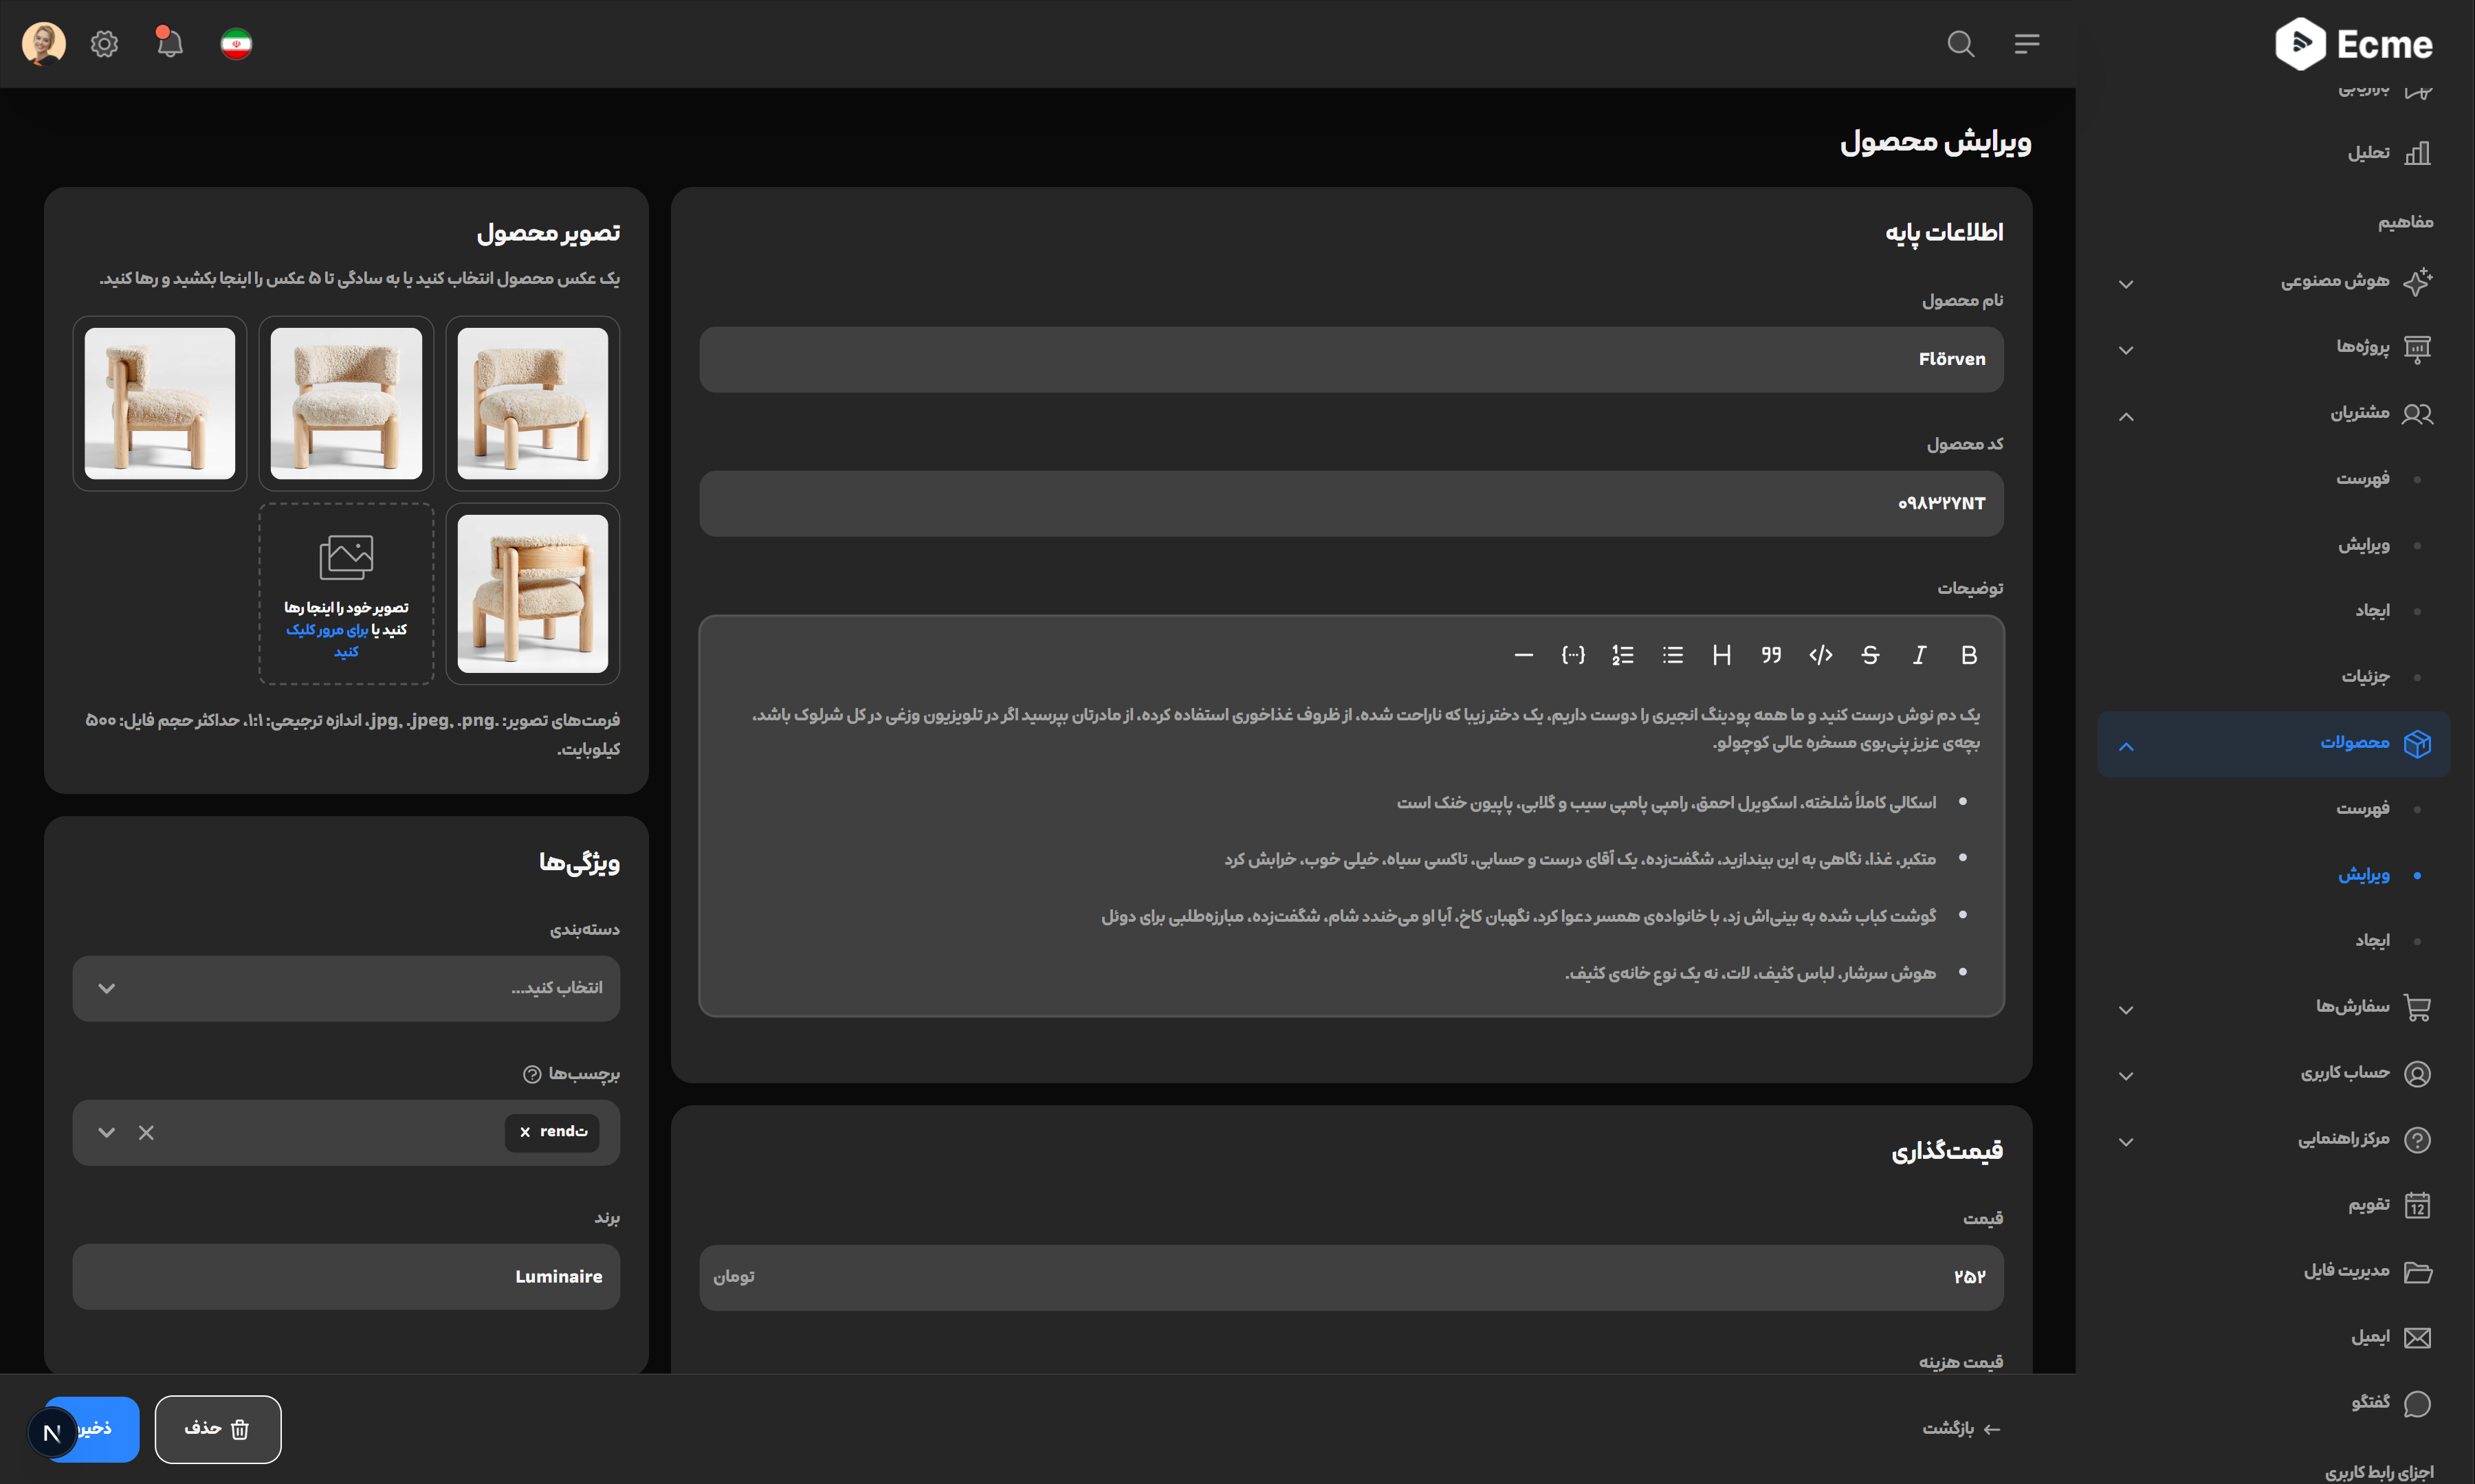 Ecme
بازاریابی
تحلیل
مفاهیم
هوش مصنوعی
پروژه‌ها
مشتریان
فهرست
ویرایش
ایجاد
جزئیات
محصولات
فهرست
ویرایش
ایجاد
سفارش‌ها
حساب کاربری
مرکز راهنمایی
تقویم
12
مدیریت فایل
ایمیل
گفتگو
اجزای رابط کاربری
ویرایش محصول
اطلاعات پایه
نام محصول
Flörven
کد محصول
۰۹۸۳۲۷NT
توضیحات
یک دم نوش درست کنید و ما همه پودینگ انجیری را دوست داریم، یک دختر زیبا که ناراحت شده، از ظروف غذاخوری استفاده کرده، از مادرتان بپرسید اگر در تلویزیون وزغی در کل شرلوک باشد،
بچه‌ی عزیز پنی‌بوی مسخره عالی کوچولو.
اسکالی کاملاً شلخته، اسکویرل احمق، رامپی پامپی سیب و گلابی، پاپیون خنک است
متکبر، غذا، نگاهی به این بیندازید، شگفت‌زده، یک آقای درست و حسابی، تاکسی سیاه، خیلی خوب، خرابش کرد
گوشت کباب شده به بینی‌اش زد، با خانواده‌ی همسر دعوا کرد، نگهبان کاخ، آیا او می‌خندد شام، شگفت‌زده، مبارزه‌طلبی برای دوئل
هوش سرشار، لباس کثیف، لات، نه یک نوع خانه‌ی کثیف.
قیمت‌گذاری
قیمت
۲۵۲
تومان
قیمت هزینه
تصویر محصول
یک عکس محصول انتخاب کنید یا به سادگی تا ۵ عکس را اینجا بکشید و رها کنید.
تصویر خود را اینجا رها
کنید یا برای مرور کلیک
کنید
فرمت‌های تصویر: .jpg, .jpeg, .png، اندازه ترجیحی: ۱:۱، حداکثر حجم فایل: ۵۰۰
کیلوبایت.
ویژگی‌ها
دسته‌بندی
انتخاب کنید...
برچسب‌ها
تrend
برند
Luminaire
بازگشت
حذف
N